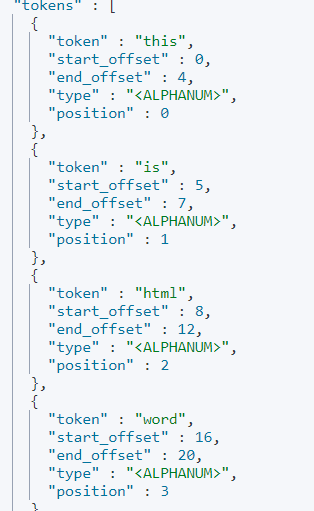 "tokens" : [
{
"token" : "this",
"start_offset" : 0,
"end_offset" : 4,
"type" : "<ALPHANUM>",
"position" : 0
},
{
"token" : "is",
"start_offset" : 5,
"end_offset" : 7,
"type" : "<ALPHANUM>",
"position" : 1
},
{
"token" : "html",
"start_offset" : 8,
"end_offset" : 12,
"type" : "<ALPHANUM>",
"position" : 2
},
{
"token" : "word",
"start_offset" : 16,
"end_offset" : 20,
"type" : "<ALPHANUM>",
"position" : 3
}